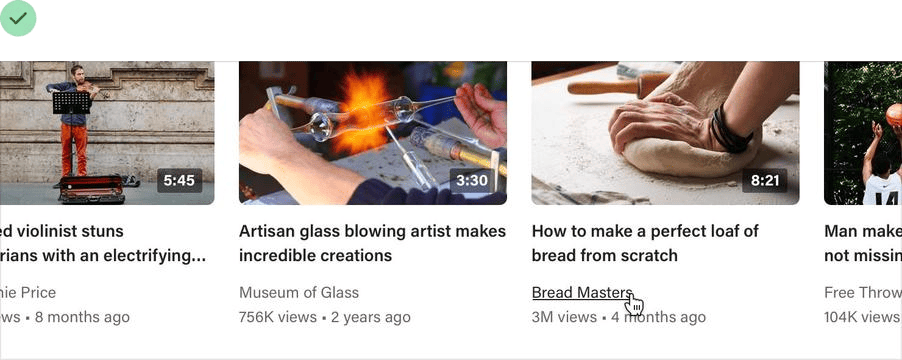 5:45
3:30
8:21
14
ed violinist stuns
rians with an electrifying...
nie Price
ws • 8 months ago
Artisan glass blowing artist makes
incredible creations
Museum of Glass
756K views • 2 years ago
How to make a perfect loaf of
bread from scratch
Bread Masters
3M views • 4 months ago
Man make
not missin
Free Throw
104K views